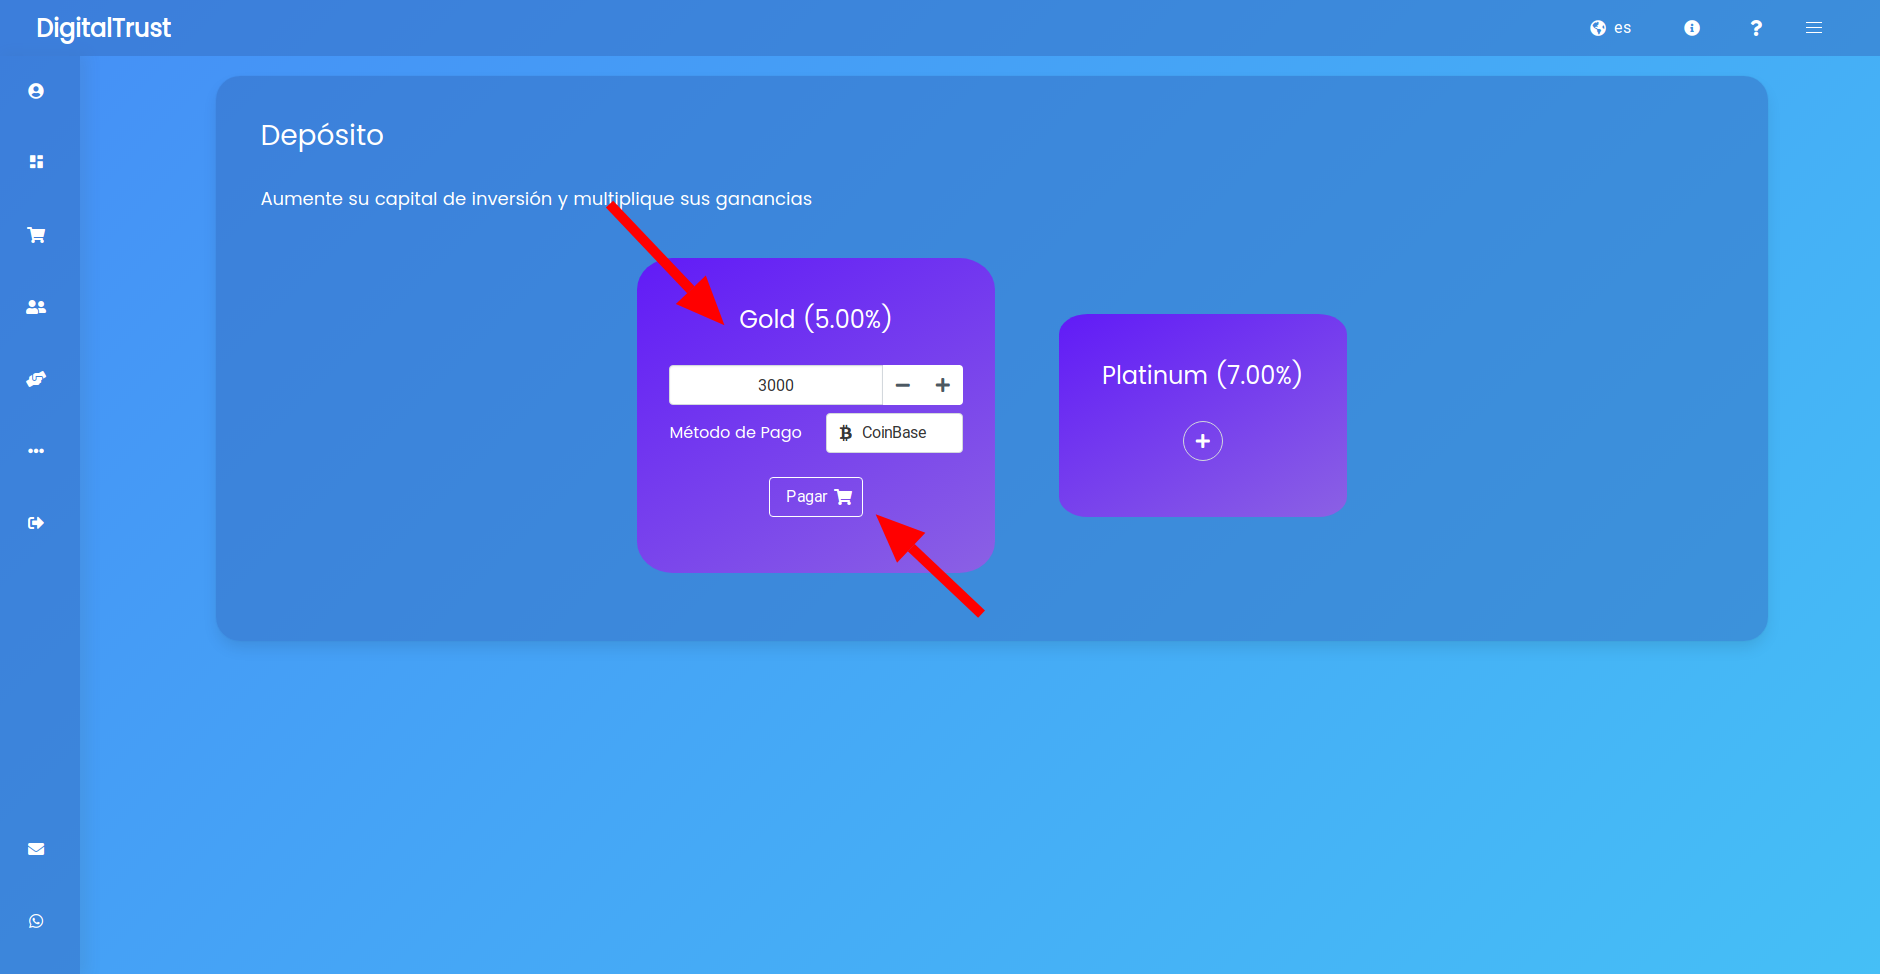 DigitalTrust
es
Depósito
Aumente su capital de inversión y multiplique sus ganancias
Gold (5.00%)
3000
Método de Pago
CoinBase
Pagar
Platinum (7.00%)